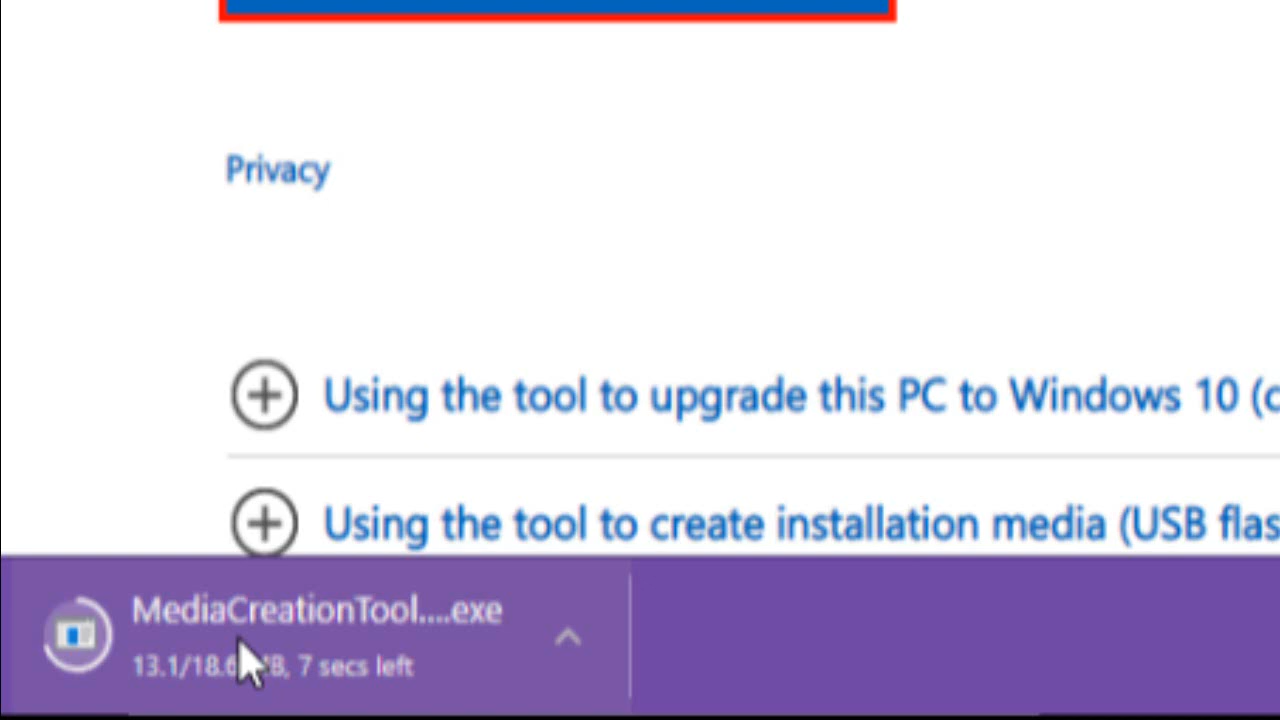 Privacy
Using the tool to upgrade this PC to Windows 10
Using the tool to create installation media (USB
MediaCreationTool....exe
7 secs left